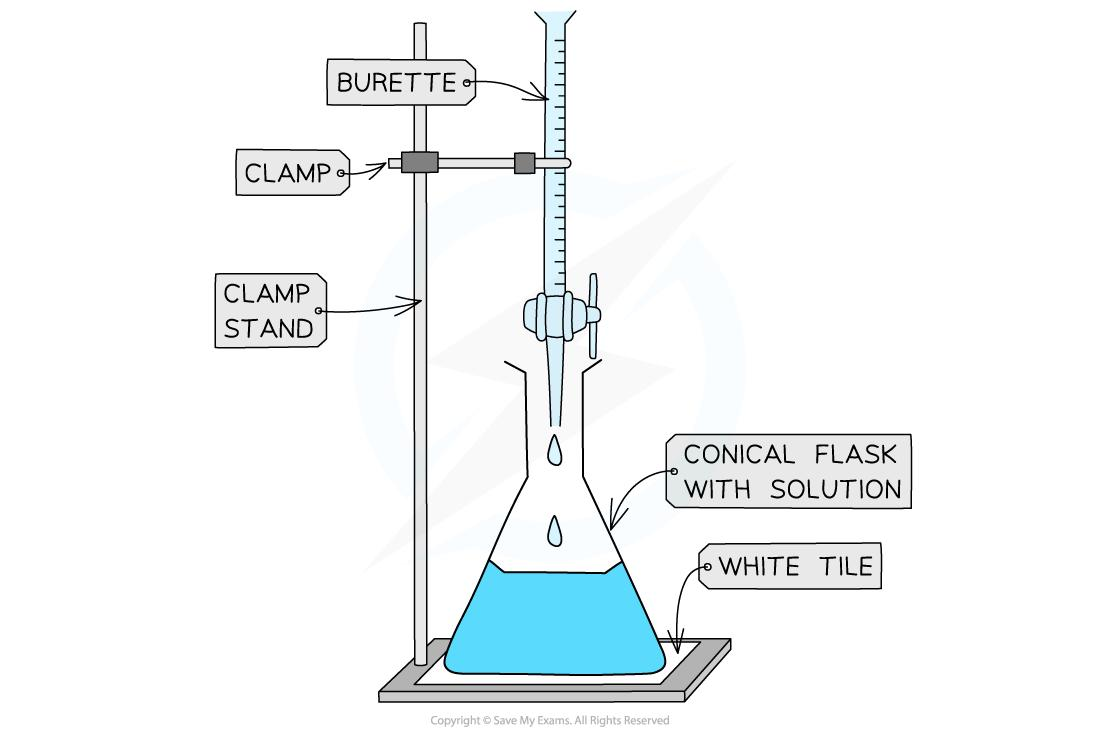 BURETTE
CLAMP
CLAMP
STAND
CONICAL FLASK
WITH SOLUTION
WHITE TILE
Copyright © Save My Exams. All Rights Reserved